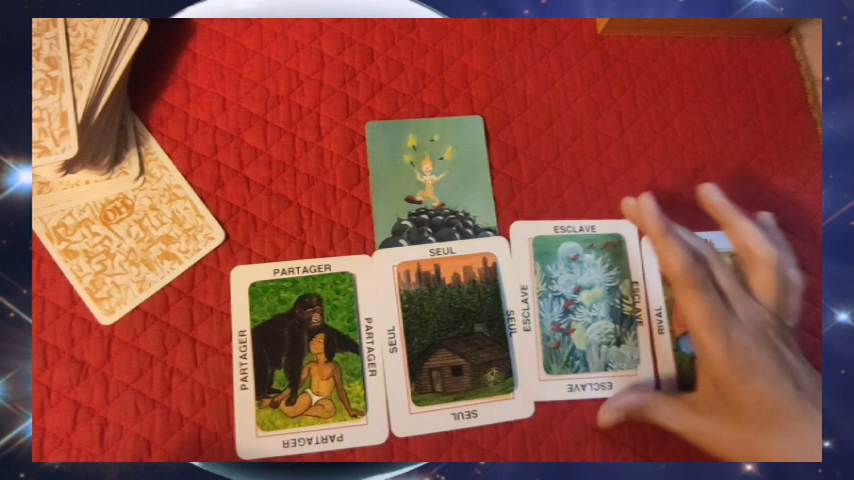 OH
PARTAGER
PARTAGER
PARTAGER
PARTAGER
SEUL
SEUL
SEUL
SEUL
ESCLAVE
ESCLAVE
ESCLAVE
ESCLAVE
RIVAL